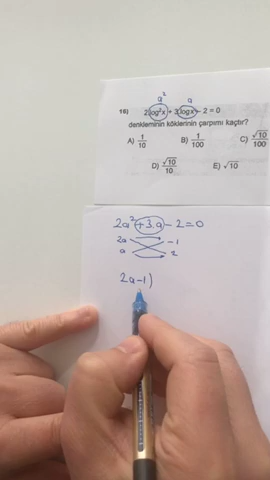 a² a
16) 2log²x + 3logx - 2 = 0
denkleminin köklerinin çarpımı kaçtır?
A) 1/10 B) 1/100 C) √10/100
D) √10/10 E) √10
2a² + 3.a - 2 = 0
2a -1
a 2
2a-1)